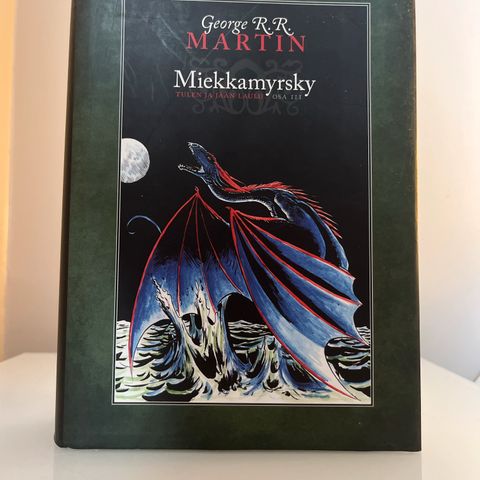 George R.R.
MARTIN
Miekkamyrsky
TULEN JA JÄÄN LAULU OSA III